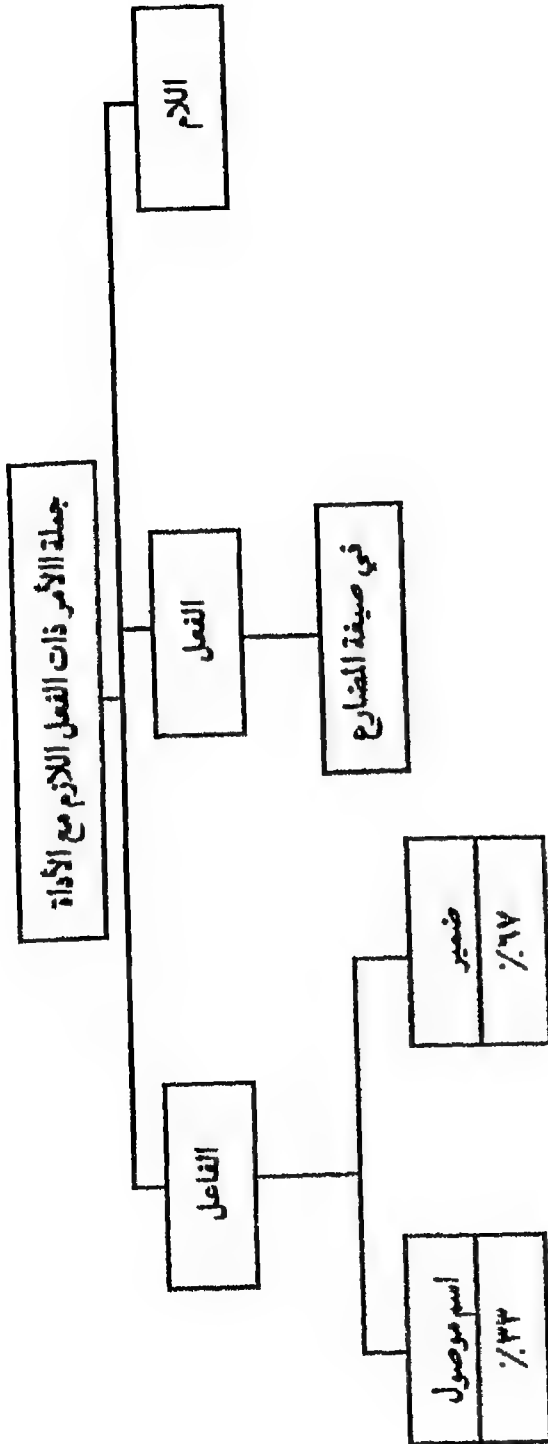 جملة الأمر ذات الفعل اللازم مع الأداة
اللام
الفعل
الفاعل
في صيغة المضارع
ضمير
٪٦٧
اسم موصول
٪٣٣